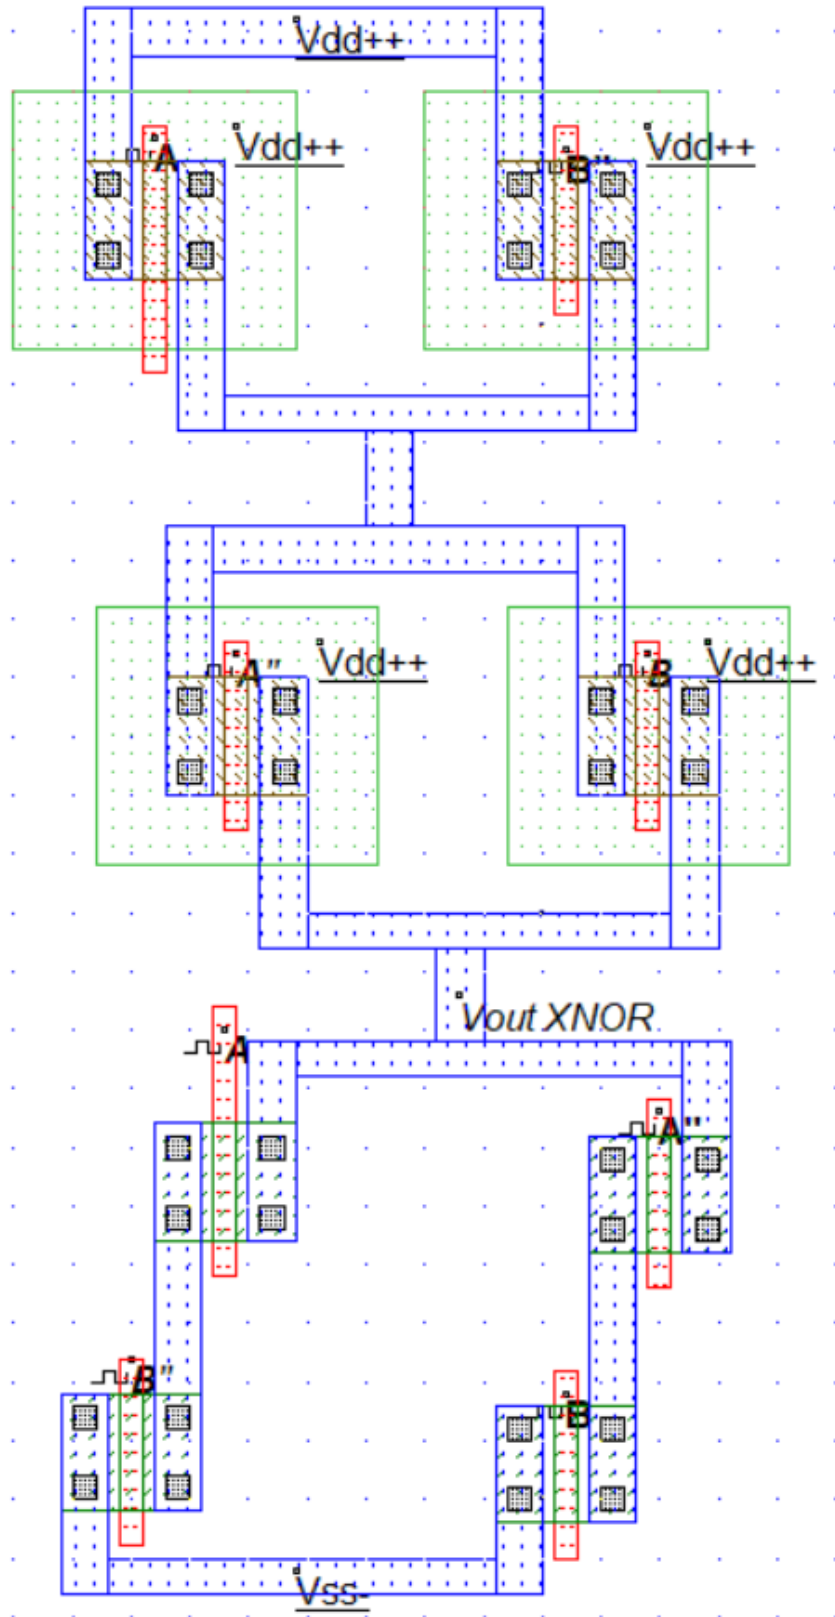 Vdd++
A Vdd++ B" Vdd++
A" Vdd++ B Vdd++
Vout XNOR
A
A"
B"
B
Vss-